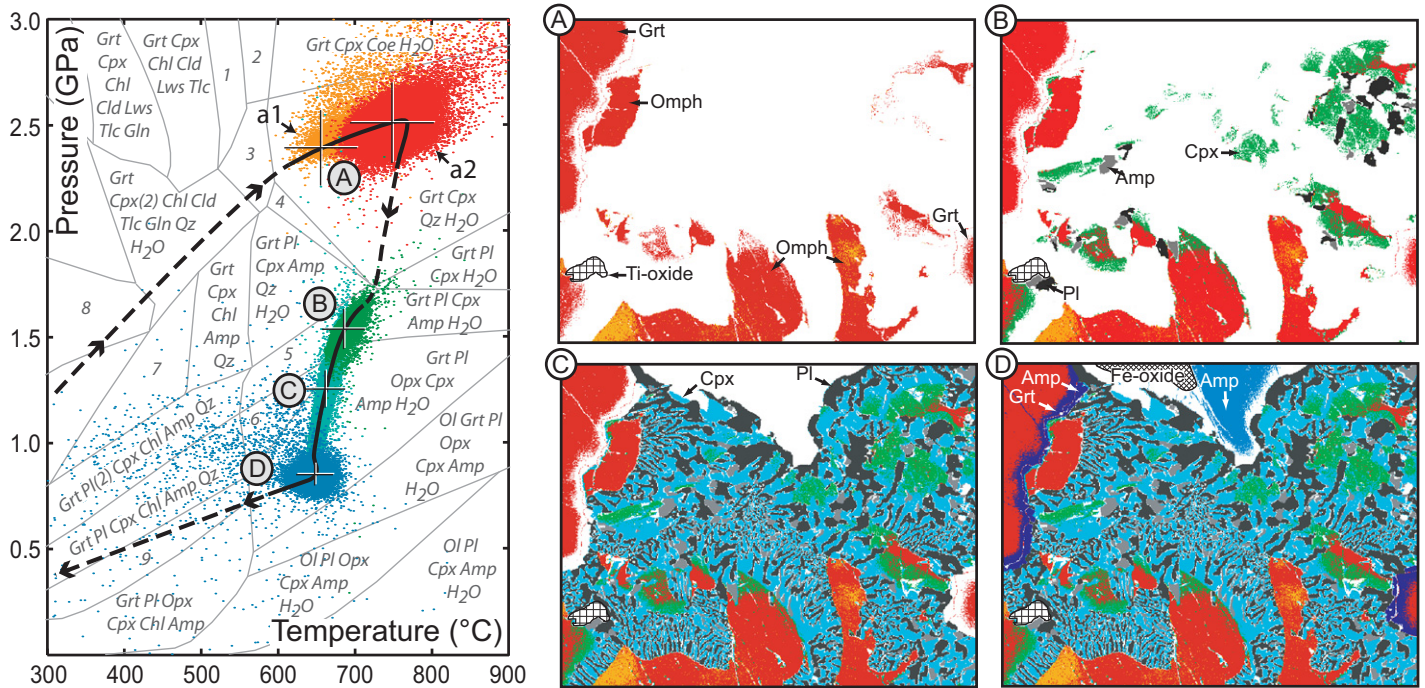 3.0
2.5
2.0
1.5
1.0
0.5
Pressure (GPa)
300 400 500 600 700 800 900
Temperature (°C)
Grt
Cpx
Chl
Cld Lws
Tlc Gln
Grt Cpx
Chl Cld
Lws Tlc
1
2
Grt Cpx Coe H2O
a1
3
A
a2
4
Grt
Cpx(2) Chl Cld
Tlc Gln Qz
H2O
Grt Cpx
Qz H2O
Grt Pl
Cpx Amp
Qz
H2O
Grt Pl
Cpx H2O
Grt
Cpx
Chl
Amp
Qz
8
B
Grt Pl Cpx
Amp H2O
7
5
C
Grt Pl
Opx Cpx
Amp H2O
6
Grt Pl(2) Cpx Chl Amp Qz
D
Ol Grt Pl
Opx
Cpx Amp
H2O
Grt Pl Cpx Chl Amp Qz
9
Ol Pl Opx
Cpx Amp
H2O
Ol Pl
Cpx Amp
H2O
Grt Pl Opx
Cpx Chl Amp
A
Grt
Omph
Omph
Grt
Ti-oxide
B
Cpx
Amp
Pl
C
Cpx
Pl
D
Amp
Grt
Fe-oxide
Amp